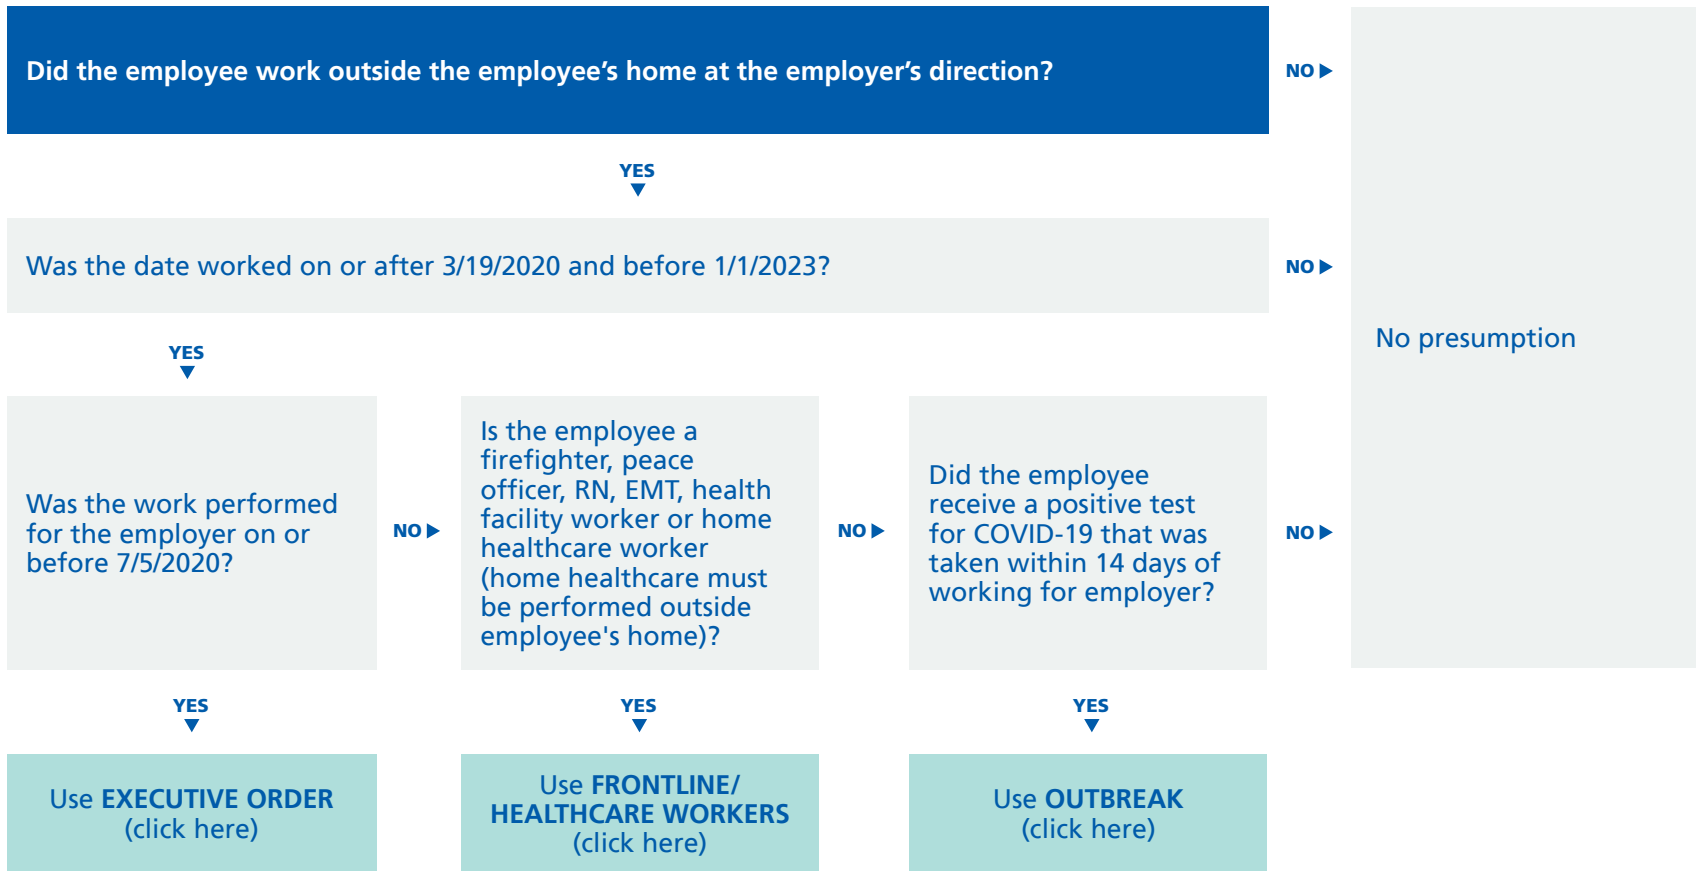 Did the employee work outside the employee’s home at the employer’s direction?
NO ▶
YES
▼
Was the date worked on or after 3/19/2020 and before 1/1/2023?
NO ▶
No presumption
YES
▼
Was the work performed
for the employer on or
before 7/5/2020?
NO ▶
Is the employee a
firefighter, peace
officer, RN, EMT, health
facility worker or home
healthcare worker
(home healthcare must
be performed outside
employee's home)?
NO ▶
Did the employee
receive a positive test
for COVID-19 that was
taken within 14 days of
working for employer?
NO ▶
YES
▼
Use EXECUTIVE ORDER
(click here)
YES
▼
Use FRONTLINE/
HEALTHCARE WORKERS
(click here)
YES
▼
Use OUTBREAK
(click here)